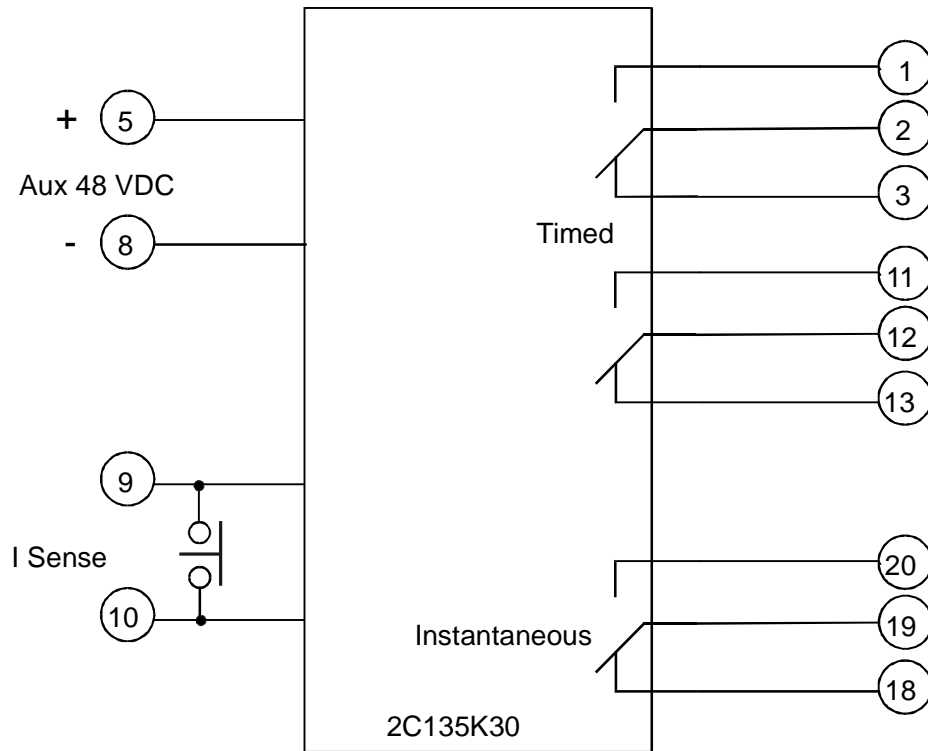 + 5
Aux 48 VDC
- 8
9
I Sense
10
1
2
3
Timed
11
12
13
20
Instantaneous
19
18
2C135K30